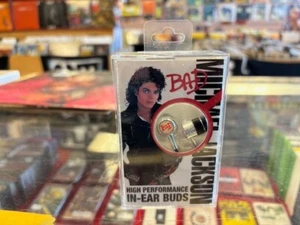 BAD
MICHAEL JACKSON
HIGH PERFORMANCE
IN-EAR BUDS